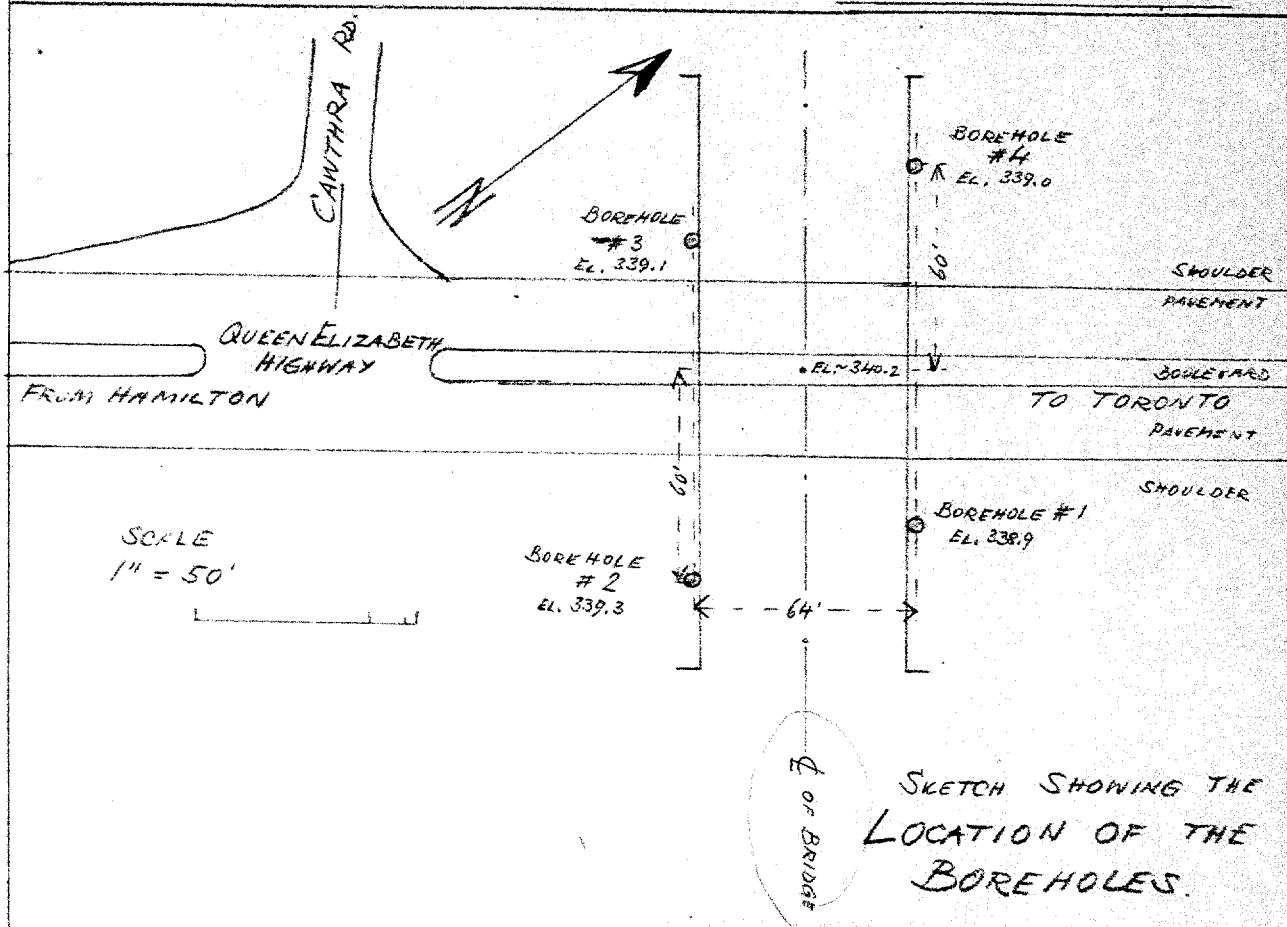 CAWTHRA RD
N
BOREHOLE
#4
EL. 339.0
BOREHOLE
#3
EL. 339.1
60'
SHOULDER
PAVEMENT
QUEEN ELIZABETH
HIGHWAY
EL~340.2
BOULEVARD
FROM HAMILTON
TO TORONTO
PAVEMENT
60'
SHOULDER
BOREHOLE #1
EL. 338.9
SCALE
1" = 50'
BOREHOLE
#2
EL. 339.3
64'
℄ OF BRIDGE
SKETCH SHOWING THE
LOCATION OF THE
BOREHOLES.